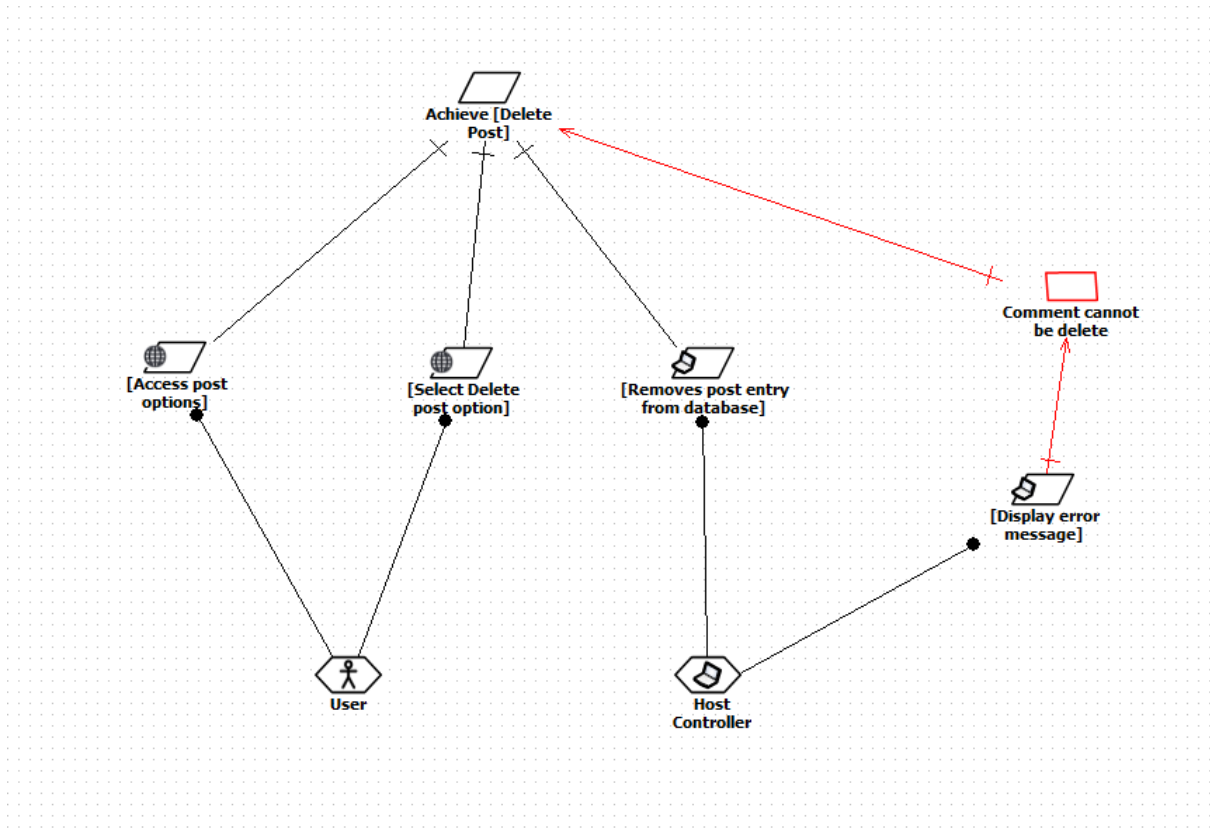 Achieve [Delete
Post]
Comment cannot
be delete
[Access post
options]
[Select Delete
post option]
[Removes post entry
from database]
[Display error
message]
User
Host
Controller